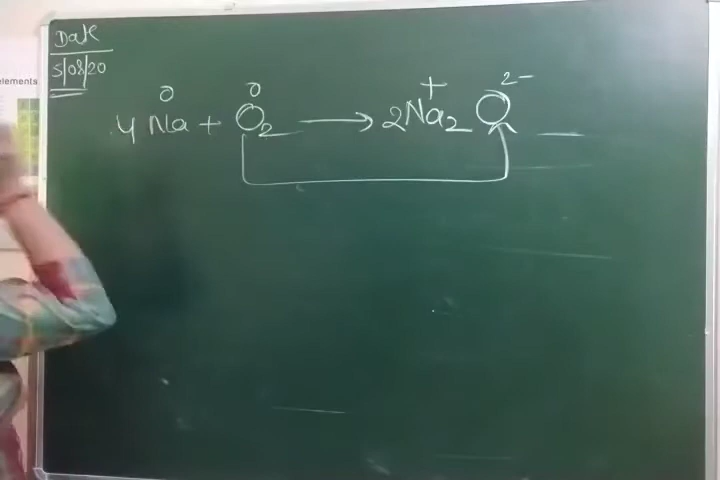 Date
5/08/20
elements
0 0 + 2-
4 Na + O2 ⟶ 2Na2 O